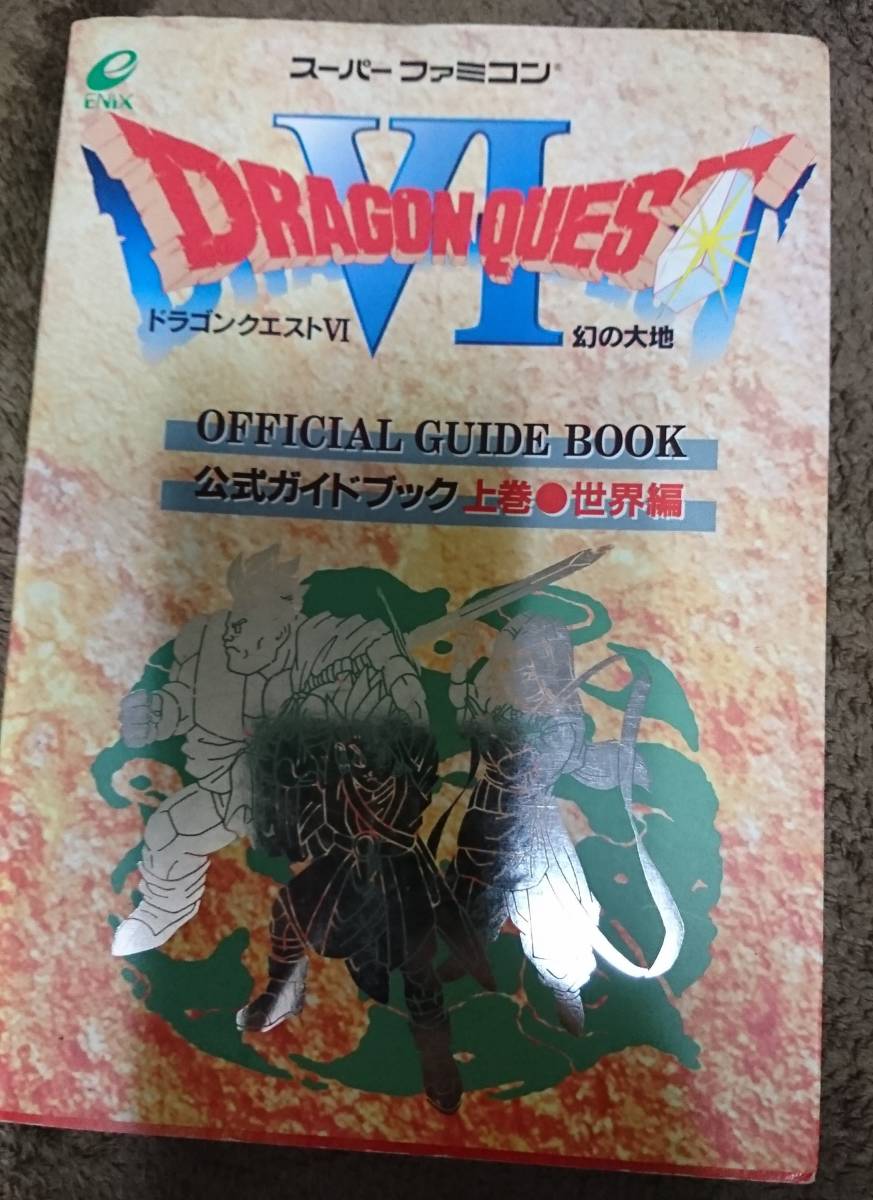 ENIX
スーパーファミコン®
VI
DRAGON QUEST
ドラゴンクエストVI 幻の大地
OFFICIAL GUIDE BOOK
公式ガイドブック 上巻●世界編